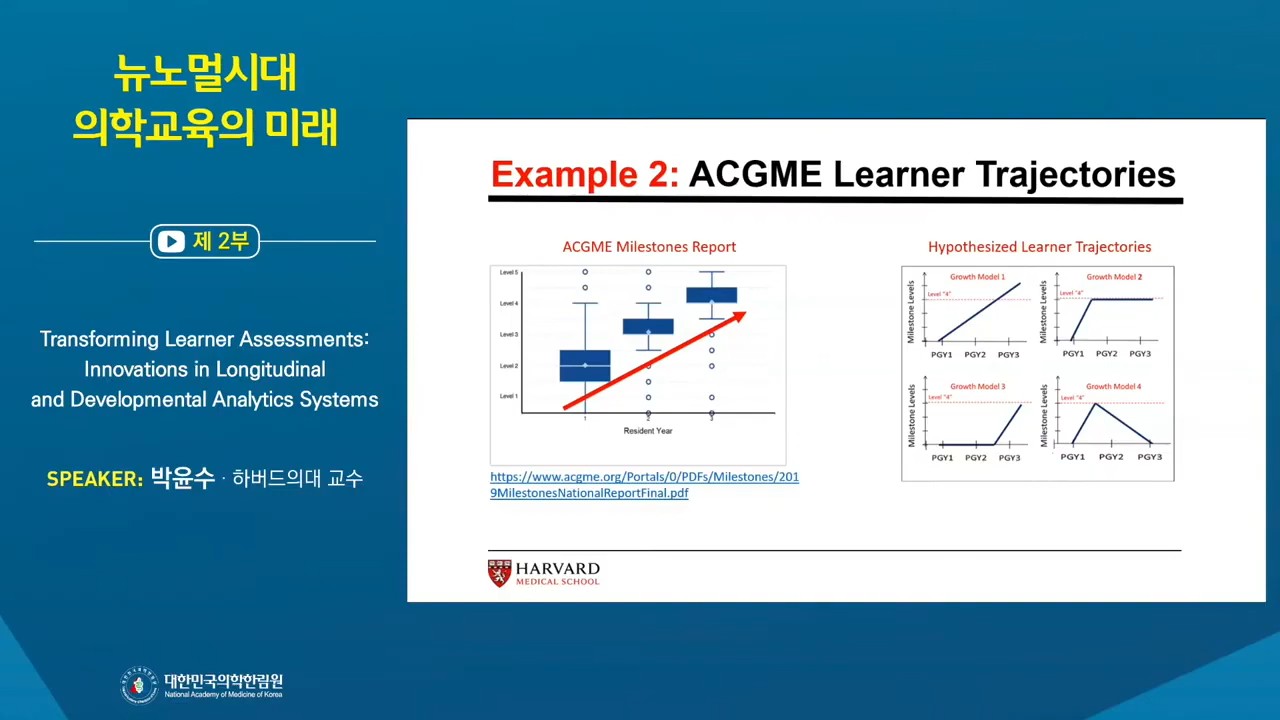 뉴노멀시대
의학교육의 미래
제 2부
Transforming Learner Assessments:
Innovations in Longitudinal
and Developmental Analytics Systems
SPEAKER: 박윤수 · 하버드의대 교수
대한민국의학한림원
National Academy of Medicine of Korea
Example 2: ACGME Learner Trajectories
ACGME Milestones Report
Level 5
Level 4
Level 3
Level 2
Level 1
1 2 3
Resident Year
https://www.acgme.org/Portals/0/PDFs/Milestones/201
9MilestonesNationalReportFinal.pdf
Hypothesized Learner Trajectories
Growth Model 1
Level "4"
Milestone Levels
PGY1 PGY2 PGY3
Growth Model 2
Level "4"
Milestone Levels
PGY1 PGY2 PGY3
Growth Model 3
Level "4"
Milestone Levels
PGY1 PGY2 PGY3
Growth Model 4
Level "4"
Milestone Levels
PGY1 PGY2 PGY3
HARVARD
MEDICAL SCHOOL